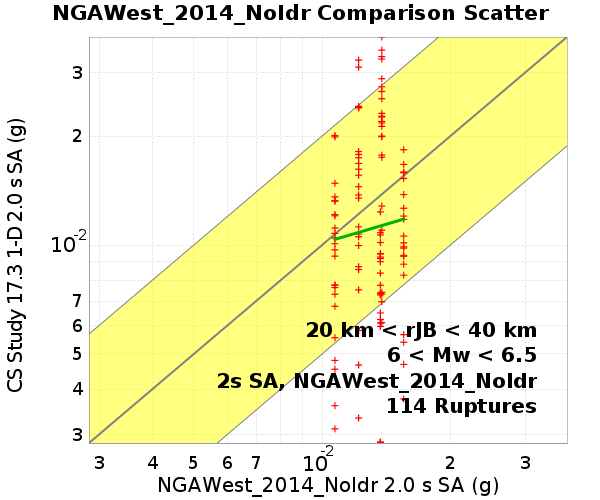 NGAWest_2014_NoIdr Comparison Scatter
CS Study 17.3 1-D 2.0 s SA (g)
3
2
10-2
7
6
5
4
3
20 km < rJB < 40 km
6 < Mw < 6.5
2s SA, NGAWest_2014_NoIdr
114 Ruptures
3 4 5 6 7 10-2 2 3
NGAWest_2014_NoIdr 2.0 s SA (g)